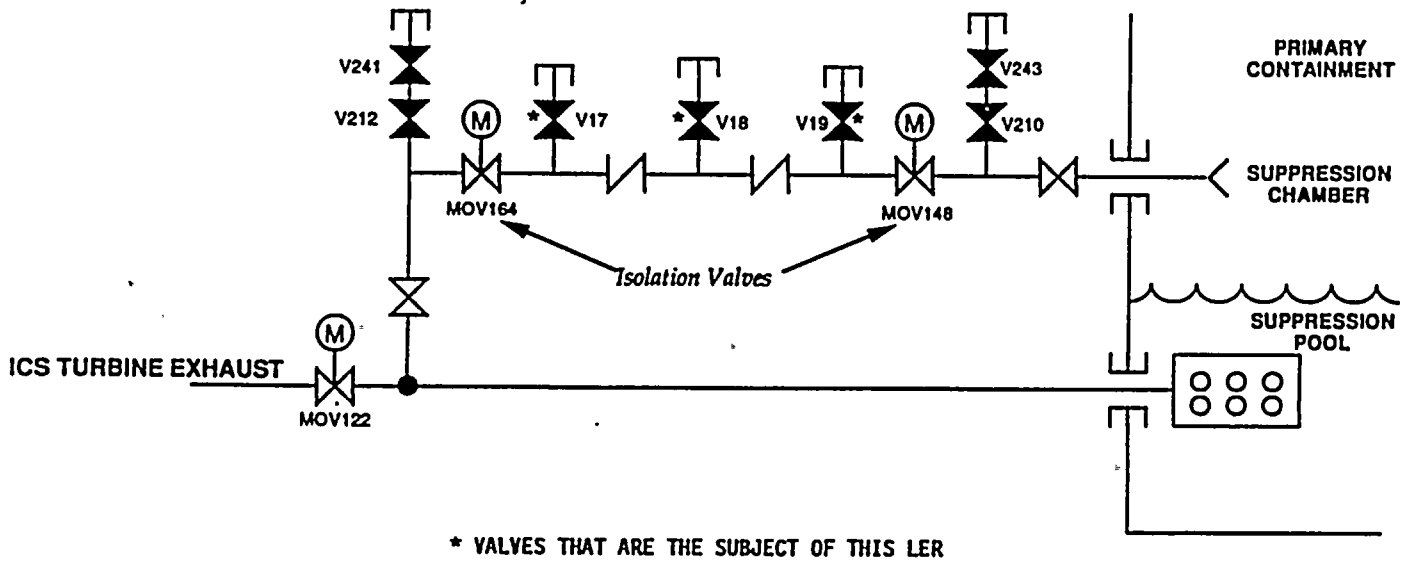 V241
V243
PRIMARY
CONTAINMENT
V212
M
* V17
* V18
V19 *
M
V210
MOV164
MOV148
SUPPRESSION
CHAMBER
Isolation Valves
M
SUPPRESSION
POOL
ICS TURBINE EXHAUST
MOV122
* VALVES THAT ARE THE SUBJECT OF THIS LER